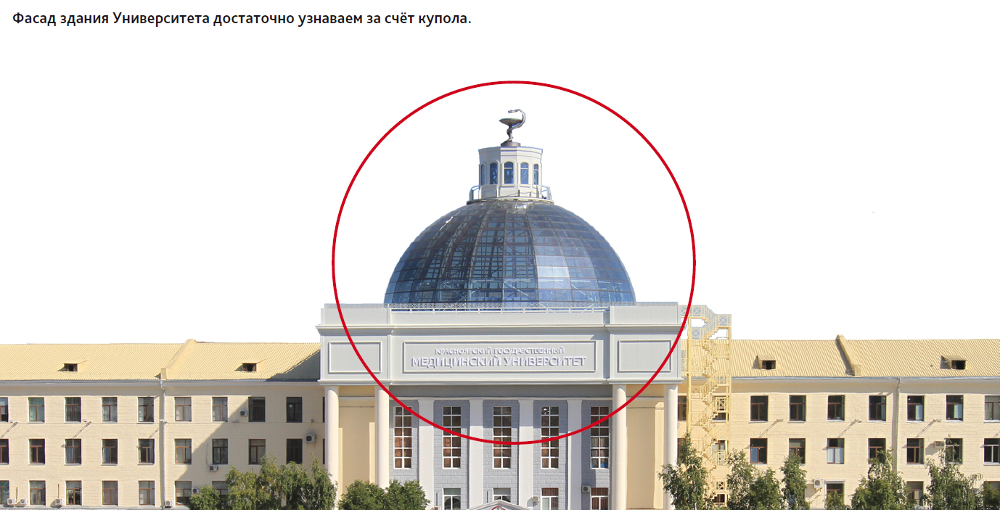 Фасад здания Университета достаточно узнаваем за счёт купола.
КРАСНОЯРСКИЙ ГОСУДАРСТВЕННЫЙ
МЕДИЦИНСКИЙ УНИВЕРСИТЕТ